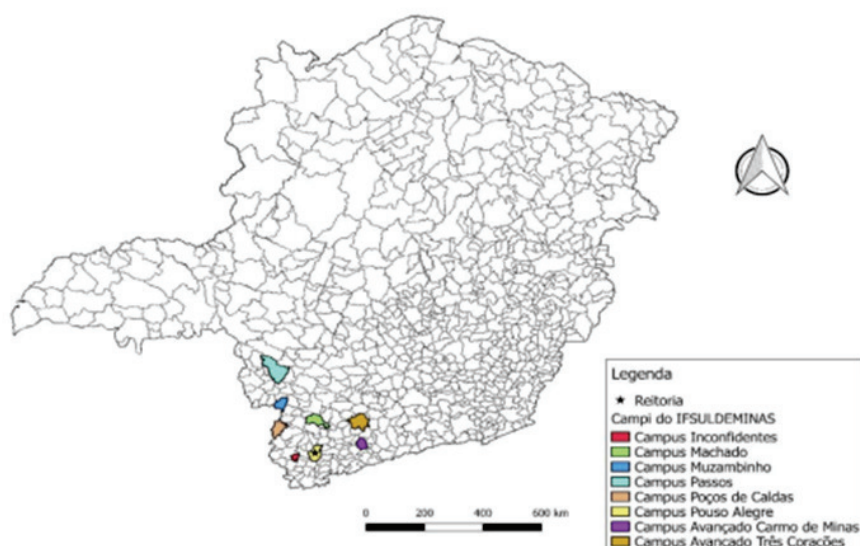 Legenda
Reitoria
Campi do IFSULDEMINAS
Campus Inconfidentes
Campus Machado
Campus Muzambinho
Campus Passos
Campus Poços de Caldas
Campus Pouso Alegre
Campus Avançado Carmo de Minas
Campus Avançado Três Corações
0 200 400 600 km